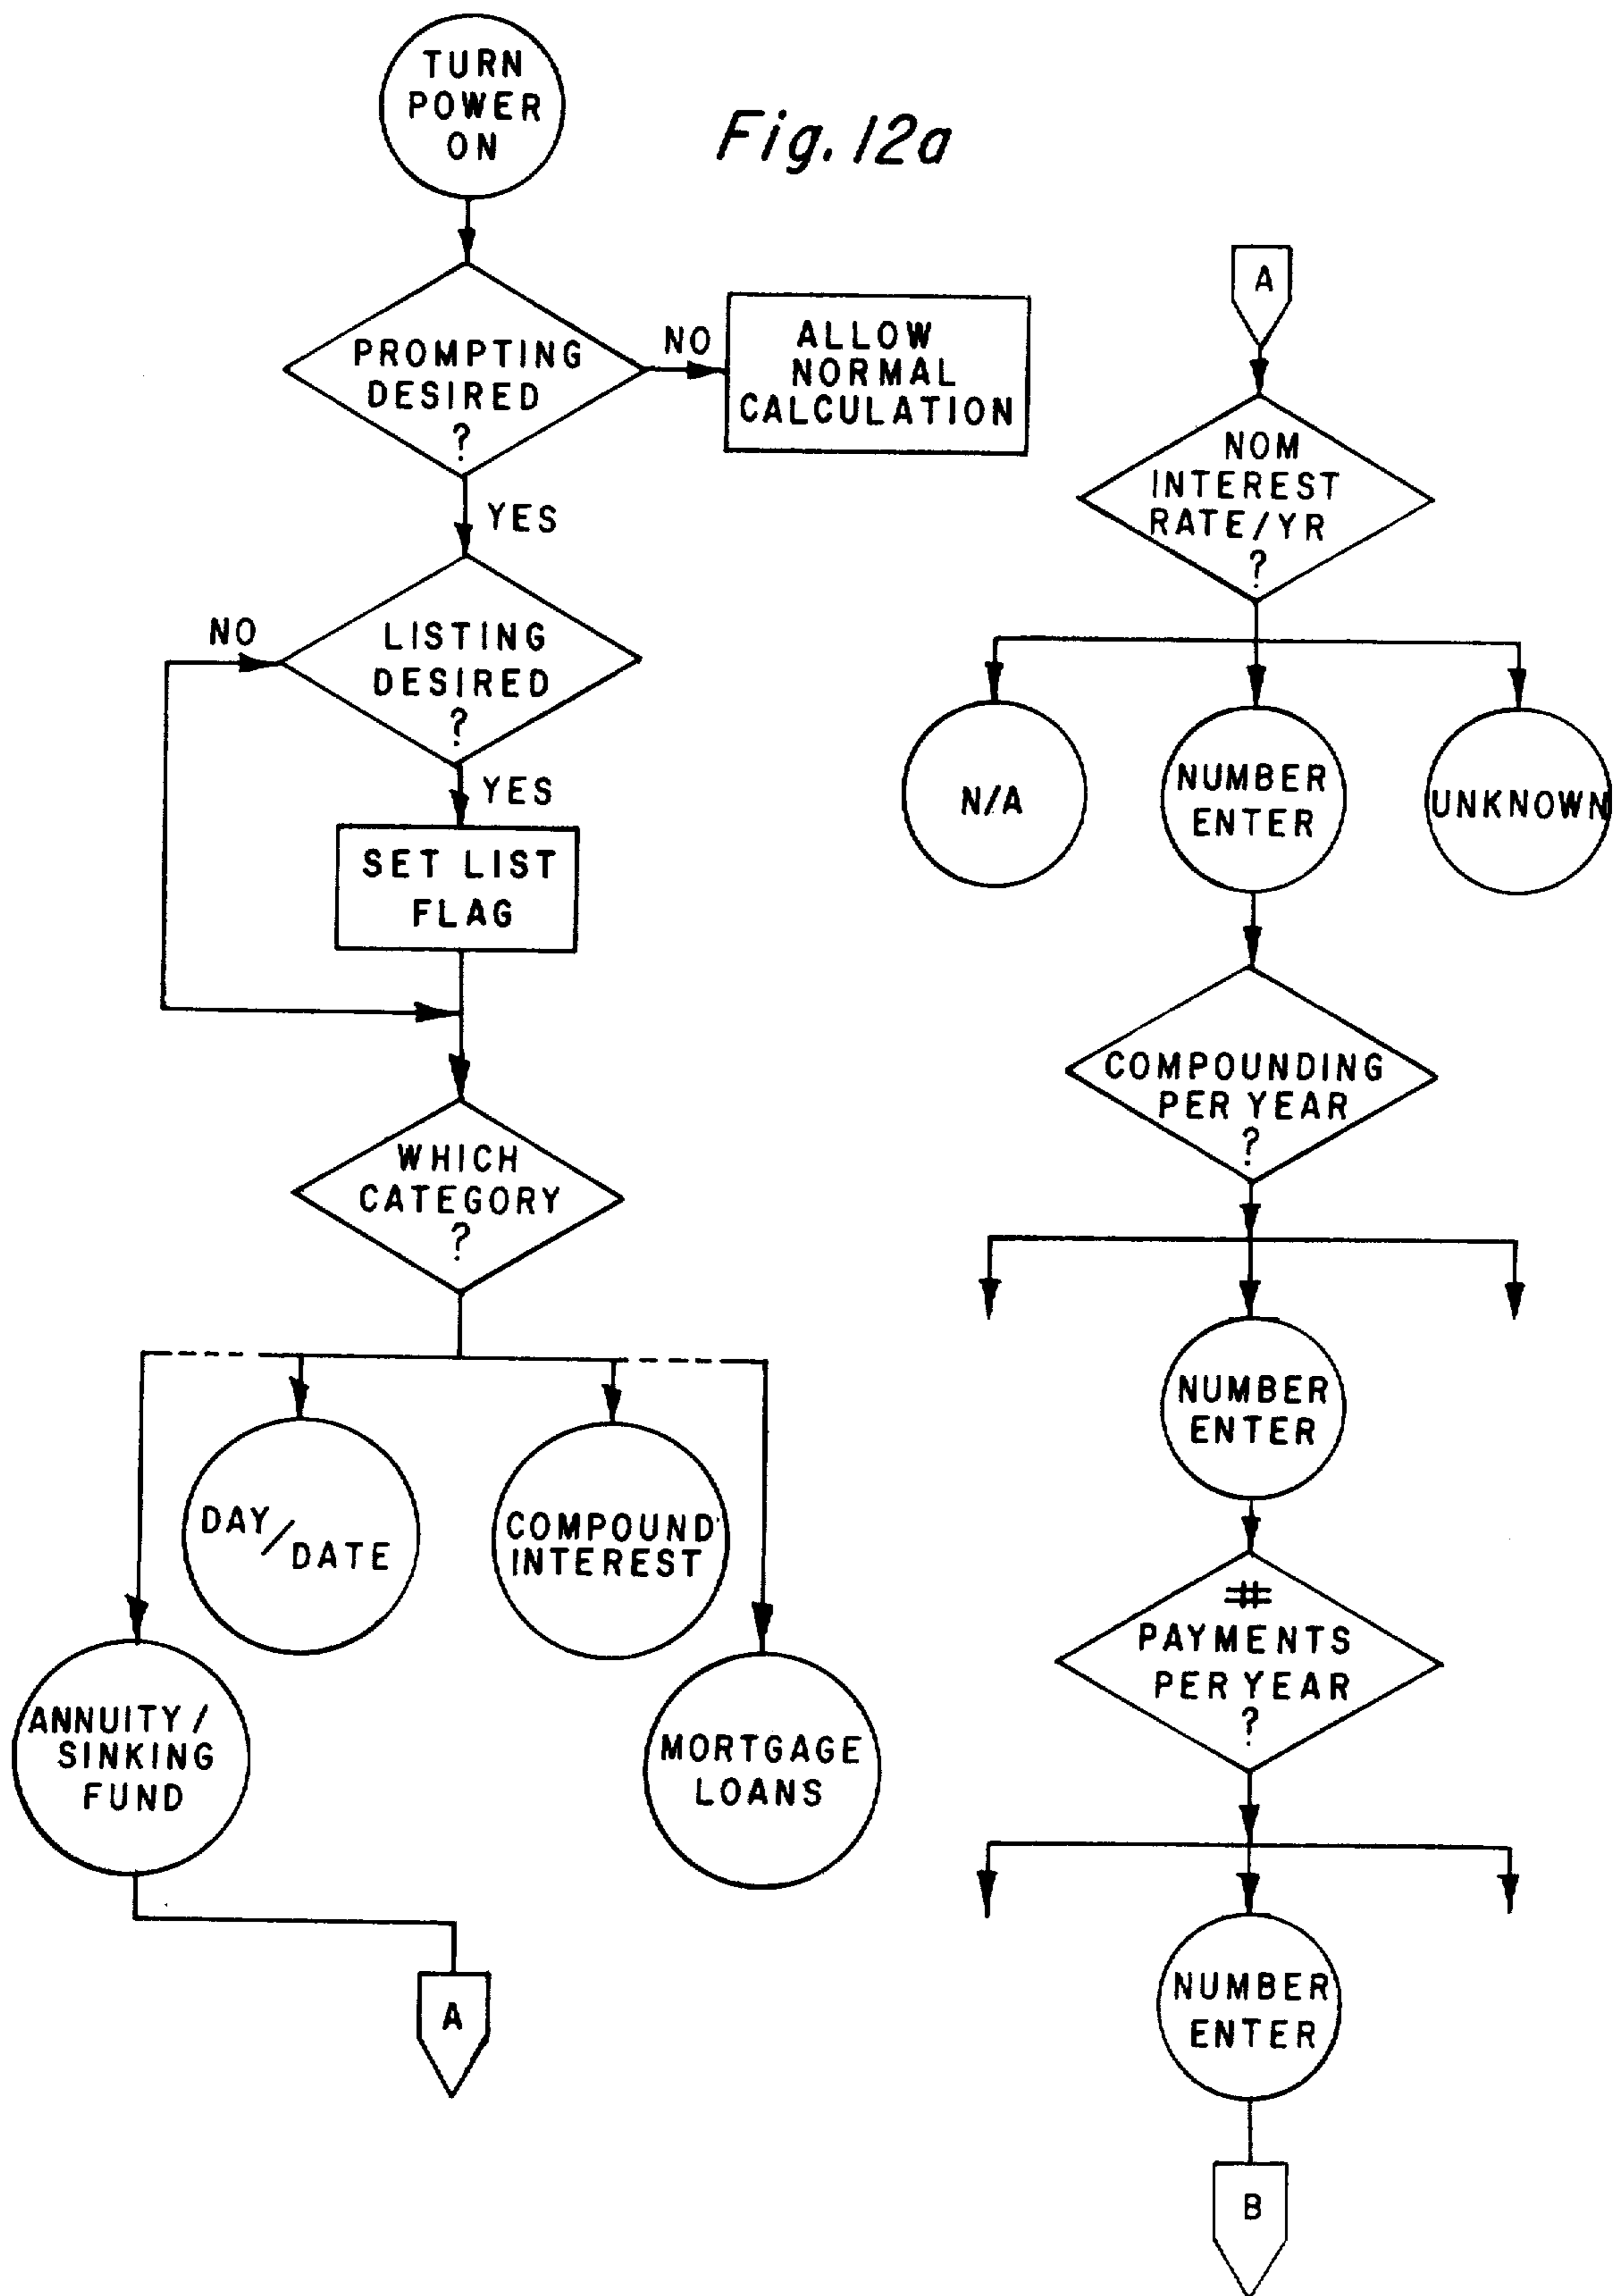 TURN
POWER
ON
Fig. 12a
PROMPTING
DESIRED
?
NO
ALLOW
NORMAL
CALCULATION
YES
LISTING
DESIRED
?
NO
YES
SET LIST
FLAG
WHICH
CATEGORY
?
DAY/
DATE
COMPOUND
INTEREST
ANNUITY/
SINKING
FUND
MORTGAGE
LOANS
A
A
NOM
INTEREST
RATE/YR
?
N/A
NUMBER
ENTER
UNKNOWN
COMPOUNDING
PER YEAR
?
NUMBER
ENTER
#
PAYMENTS
PER YEAR
?
NUMBER
ENTER
B